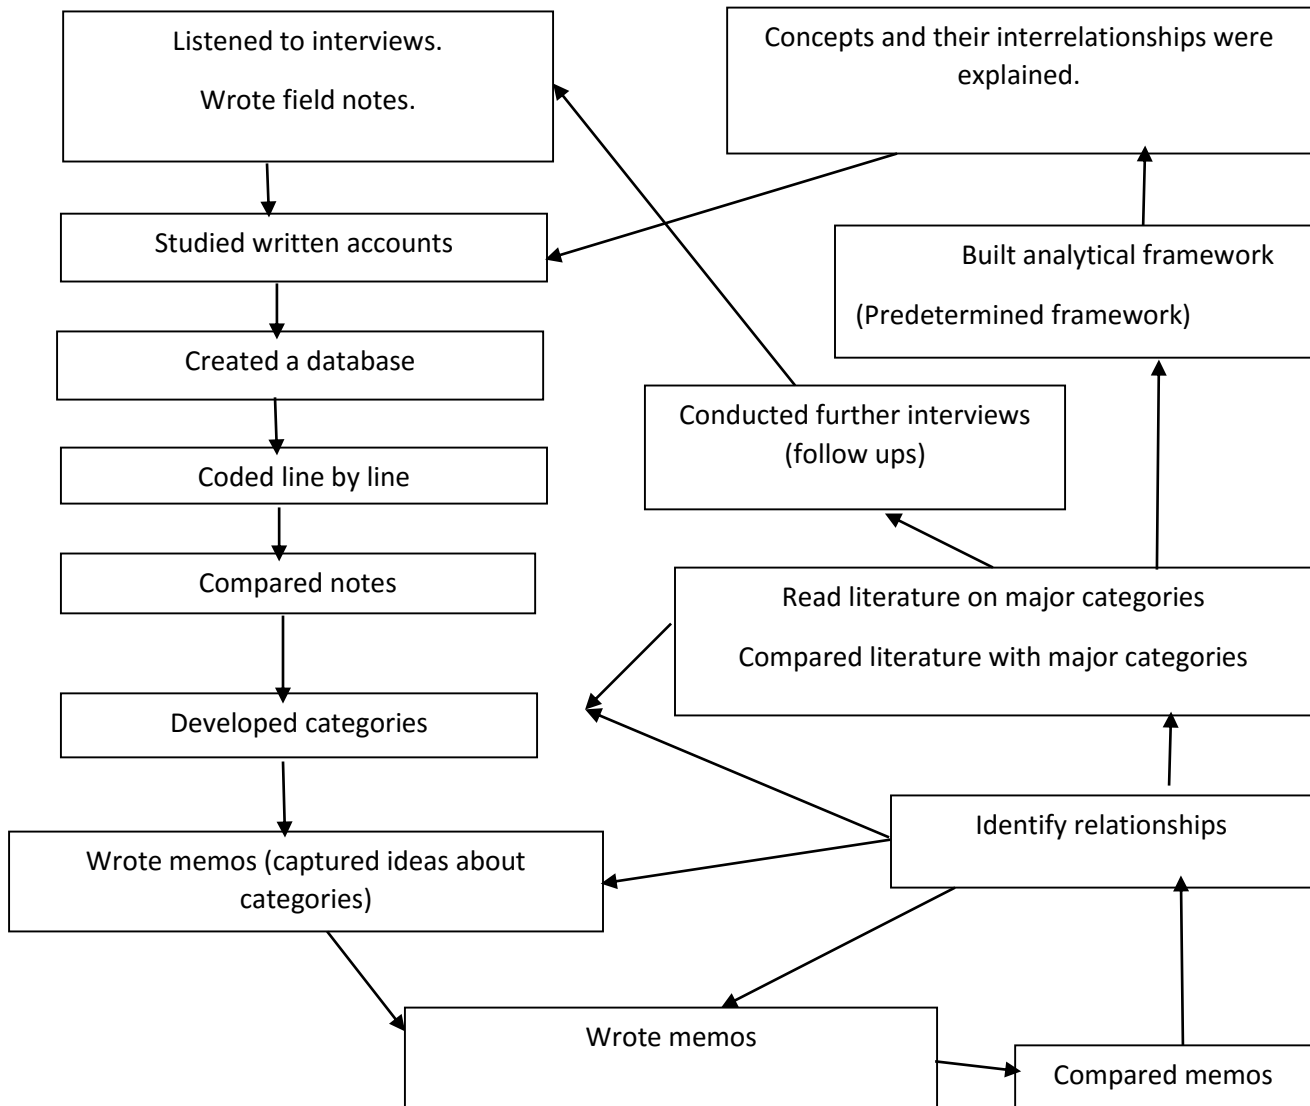 Listened to interviews.
Wrote field notes.
Studied written accounts
Created a database
Coded line by line
Compared notes
Developed categories
Wrote memos (captured ideas about
categories)
Wrote memos
Compared memos
Identify relationships
Read literature on major categories
Compared literature with major categories
Conducted further interviews
(follow ups)
Built analytical framework
(Predetermined framework)
Concepts and their interrelationships were
explained.